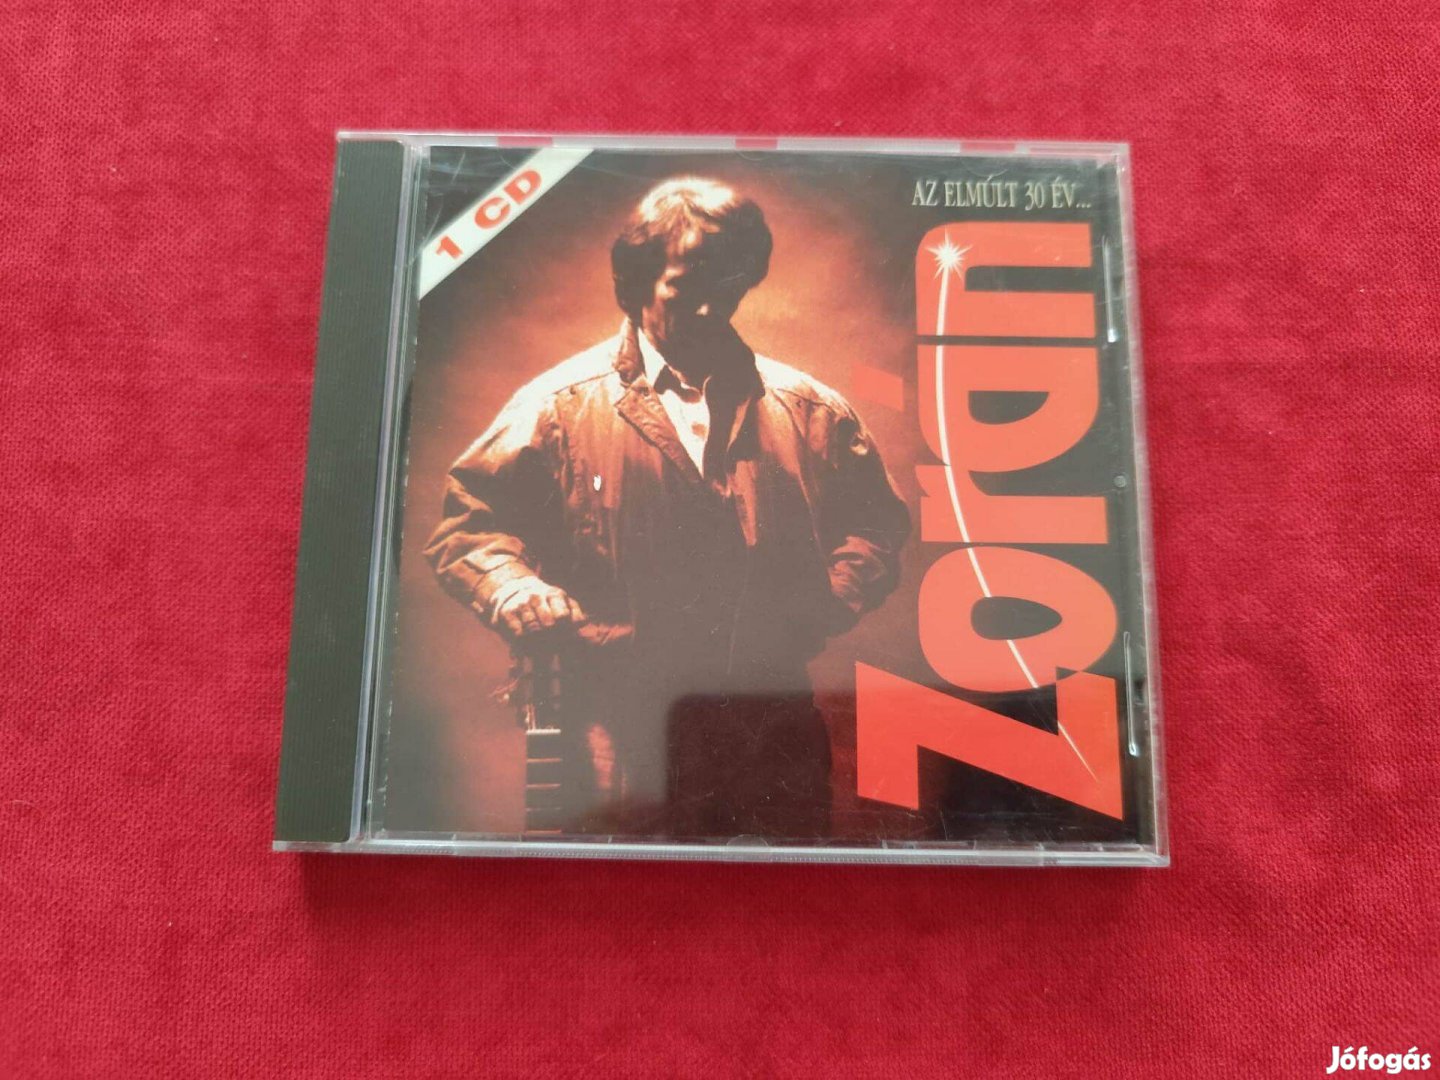 1 CD
AZ ELMÚLT 30 ÉV...
Zorán
Jófogás